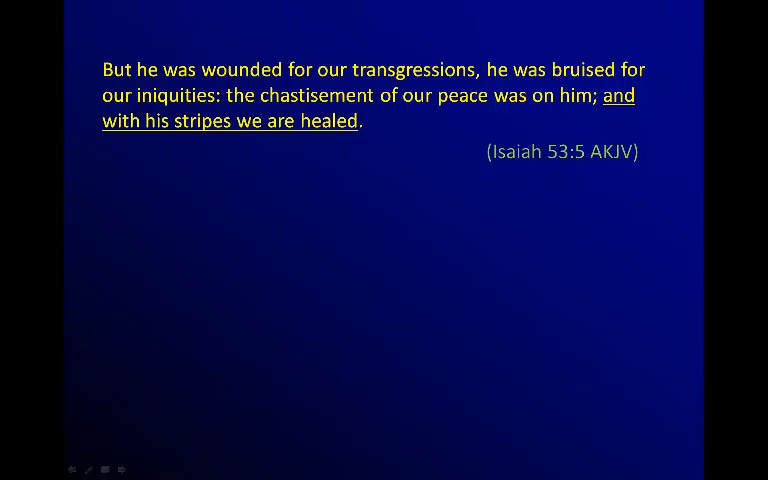 But he was wounded for our transgressions, he was bruised for
our iniquities: the chastisement of our peace was on him; and
with his stripes we are healed.
(Isaiah 53:5 AKJV)